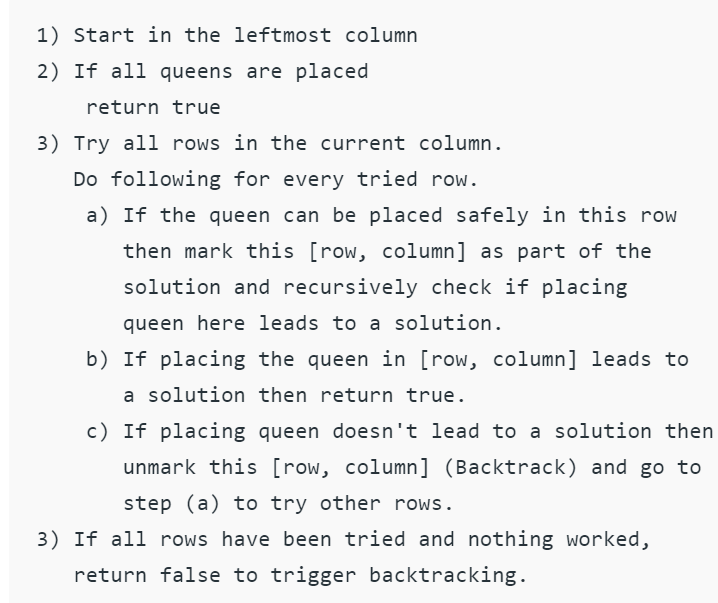 1) Start in the leftmost column
2) If all queens are placed
return true
3) Try all rows in the current column.
Do following for every tried row.
a) If the queen can be placed safely in this row
then mark this [row, column] as part of the
solution and recursively check if placing
queen here leads to a solution.
b) If placing the queen in [row, column] leads to
a solution then return true.
c) If placing queen doesn't lead to a solution then
unmark this [row, column] (Backtrack) and go to
step (a) to try other rows.
3) If all rows have been tried and nothing worked,
return false to trigger backtracking.